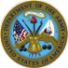 DEPARTMENT OF THE ARMY
UNITED STATES OF AMERICA